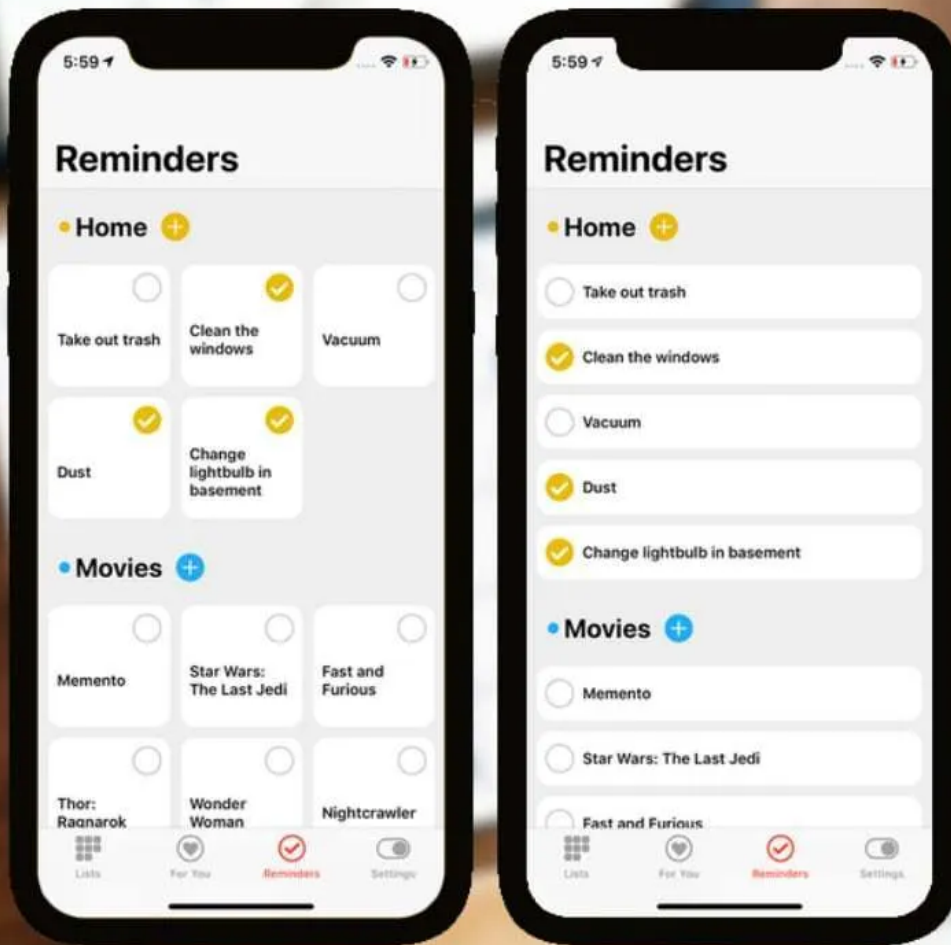 5:59
Reminders
Home
Take out trash
Clean the
windows
Vacuum
Dust
Change
lightbulb in
basement
Movies
Memento
Star Wars:
The Last Jedi
Fast and
Furious
Thor:
Ragnarok
Wonder
Woman
Nightcrawler
Lists
For You
Reminders
Settings
5:59
Reminders
Home
Take out trash
Clean the windows
Vacuum
Dust
Change lightbulb in basement
Movies
Memento
Star Wars: The Last Jedi
Fast and Furious
Lists
For You
Reminders
Settings